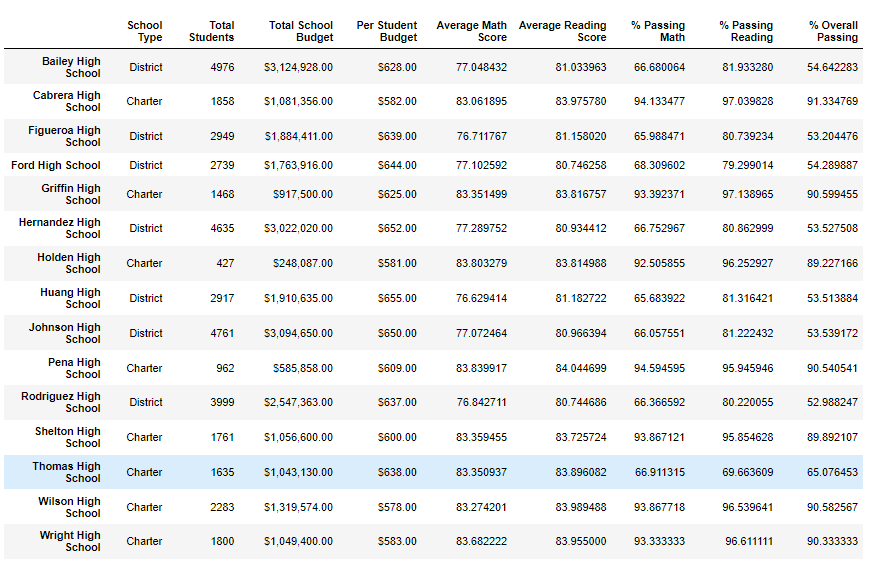 School Type Total Students Total School Budget Per Student Budget Average Math Score Average Reading Score % Passing Math % Passing Reading % Overall Passing
Bailey High School District 4976 $3,124,928.00 $628.00 77.048432 81.033963 66.680064 81.933280 54.642283
Cabrera High School Charter 1858 $1,081,356.00 $582.00 83.061895 83.975780 94.133477 97.039828 91.334769
Figueroa High School District 2949 $1,884,411.00 $639.00 76.711767 81.158020 65.988471 80.739234 53.204476
Ford High School District 2739 $1,763,916.00 $644.00 77.102592 80.746258 68.309602 79.299014 54.289887
Griffin High School Charter 1468 $917,500.00 $625.00 83.351499 83.816757 93.392371 97.138965 90.599455
Hernandez High School District 4635 $3,022,020.00 $652.00 77.289752 80.934412 66.752967 80.862999 53.527508
Holden High School Charter 427 $248,087.00 $581.00 83.803279 83.814988 92.505855 96.252927 89.227166
Huang High School District 2917 $1,910,635.00 $655.00 76.629414 81.182722 65.683922 81.316421 53.513884
Johnson High School District 4761 $3,094,650.00 $650.00 77.072464 80.966394 66.057551 81.222432 53.539172
Pena High School Charter 962 $585,858.00 $609.00 83.839917 84.044699 94.594595 95.945946 90.540541
Rodriguez High School District 3999 $2,547,363.00 $637.00 76.842711 80.744686 66.366592 80.220055 52.988247
Shelton High School Charter 1761 $1,056,600.00 $600.00 83.359455 83.725724 93.867121 95.854628 89.892107
Thomas High School Charter 1635 $1,043,130.00 $638.00 83.350937 83.896082 66.911315 69.663609 65.076453
Wilson High School Charter 2283 $1,319,574.00 $578.00 83.274201 83.989488 93.867718 96.539641 90.582567
Wright High School Charter 1800 $1,049,400.00 $583.00 83.682222 83.955000 93.333333 96.611111 90.333333